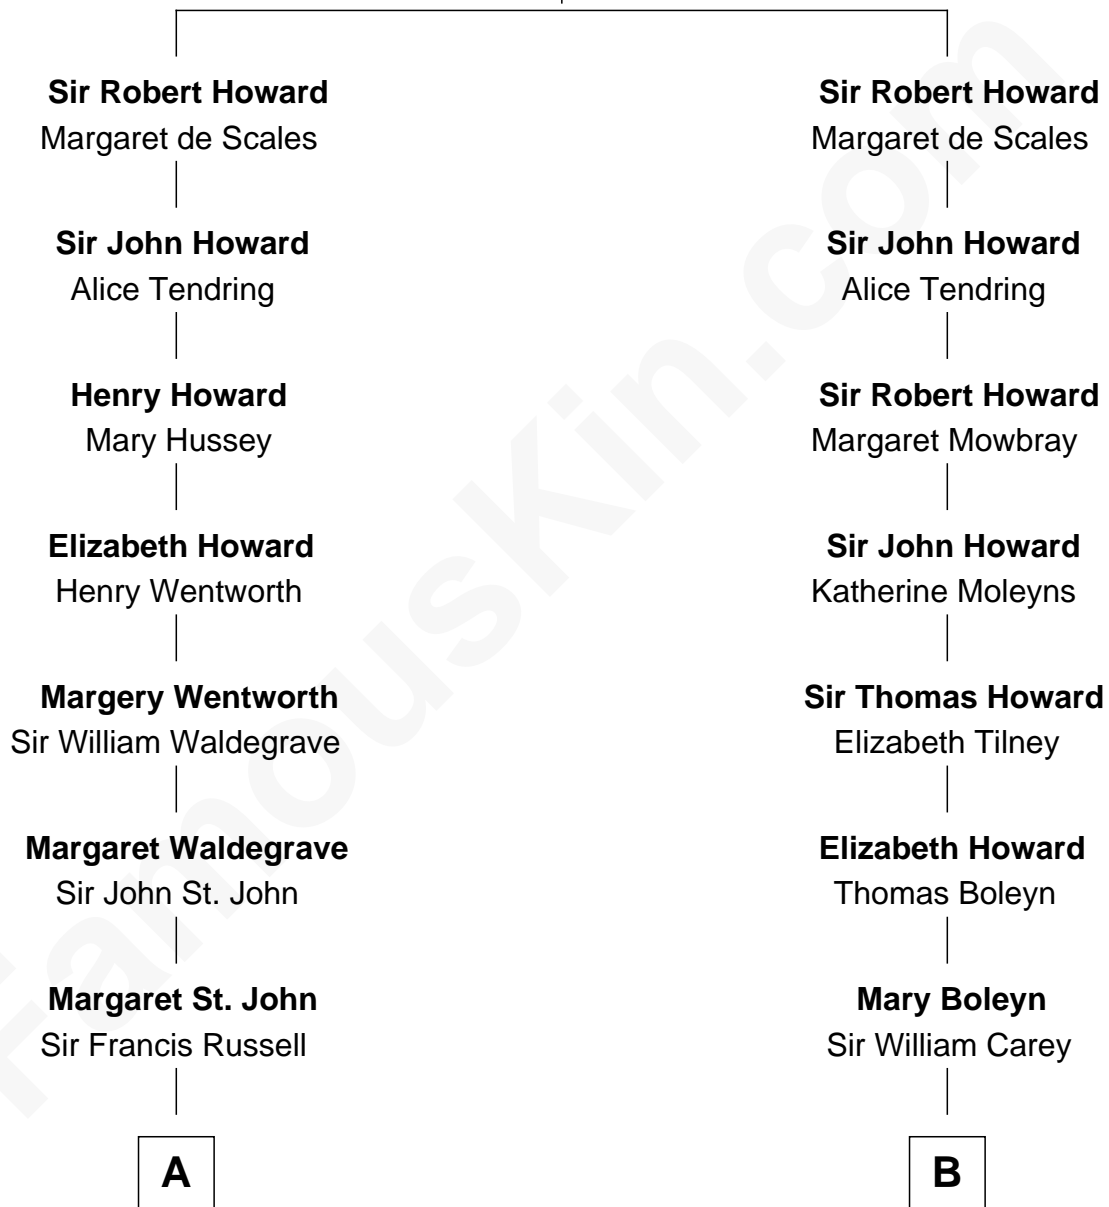 Sir Robert Howard
Margaret de Scales
Sir John Howard
Alice Tendring
Henry Howard
Mary Hussey
Elizabeth Howard
Henry Wentworth
Margery Wentworth
Sir William Waldegrave
Margaret Waldegrave
Sir John St. John
Margaret St. John
Sir Francis Russell
A
Sir Robert Howard
Margaret de Scales
Sir John Howard
Alice Tendring
Sir Robert Howard
Margaret Mowbray
Sir John Howard
Katherine Moleyns
Sir Thomas Howard
Elizabeth Tilney
Elizabeth Howard
Thomas Boleyn
Mary Boleyn
Sir William Carey
B
FamousKin.com